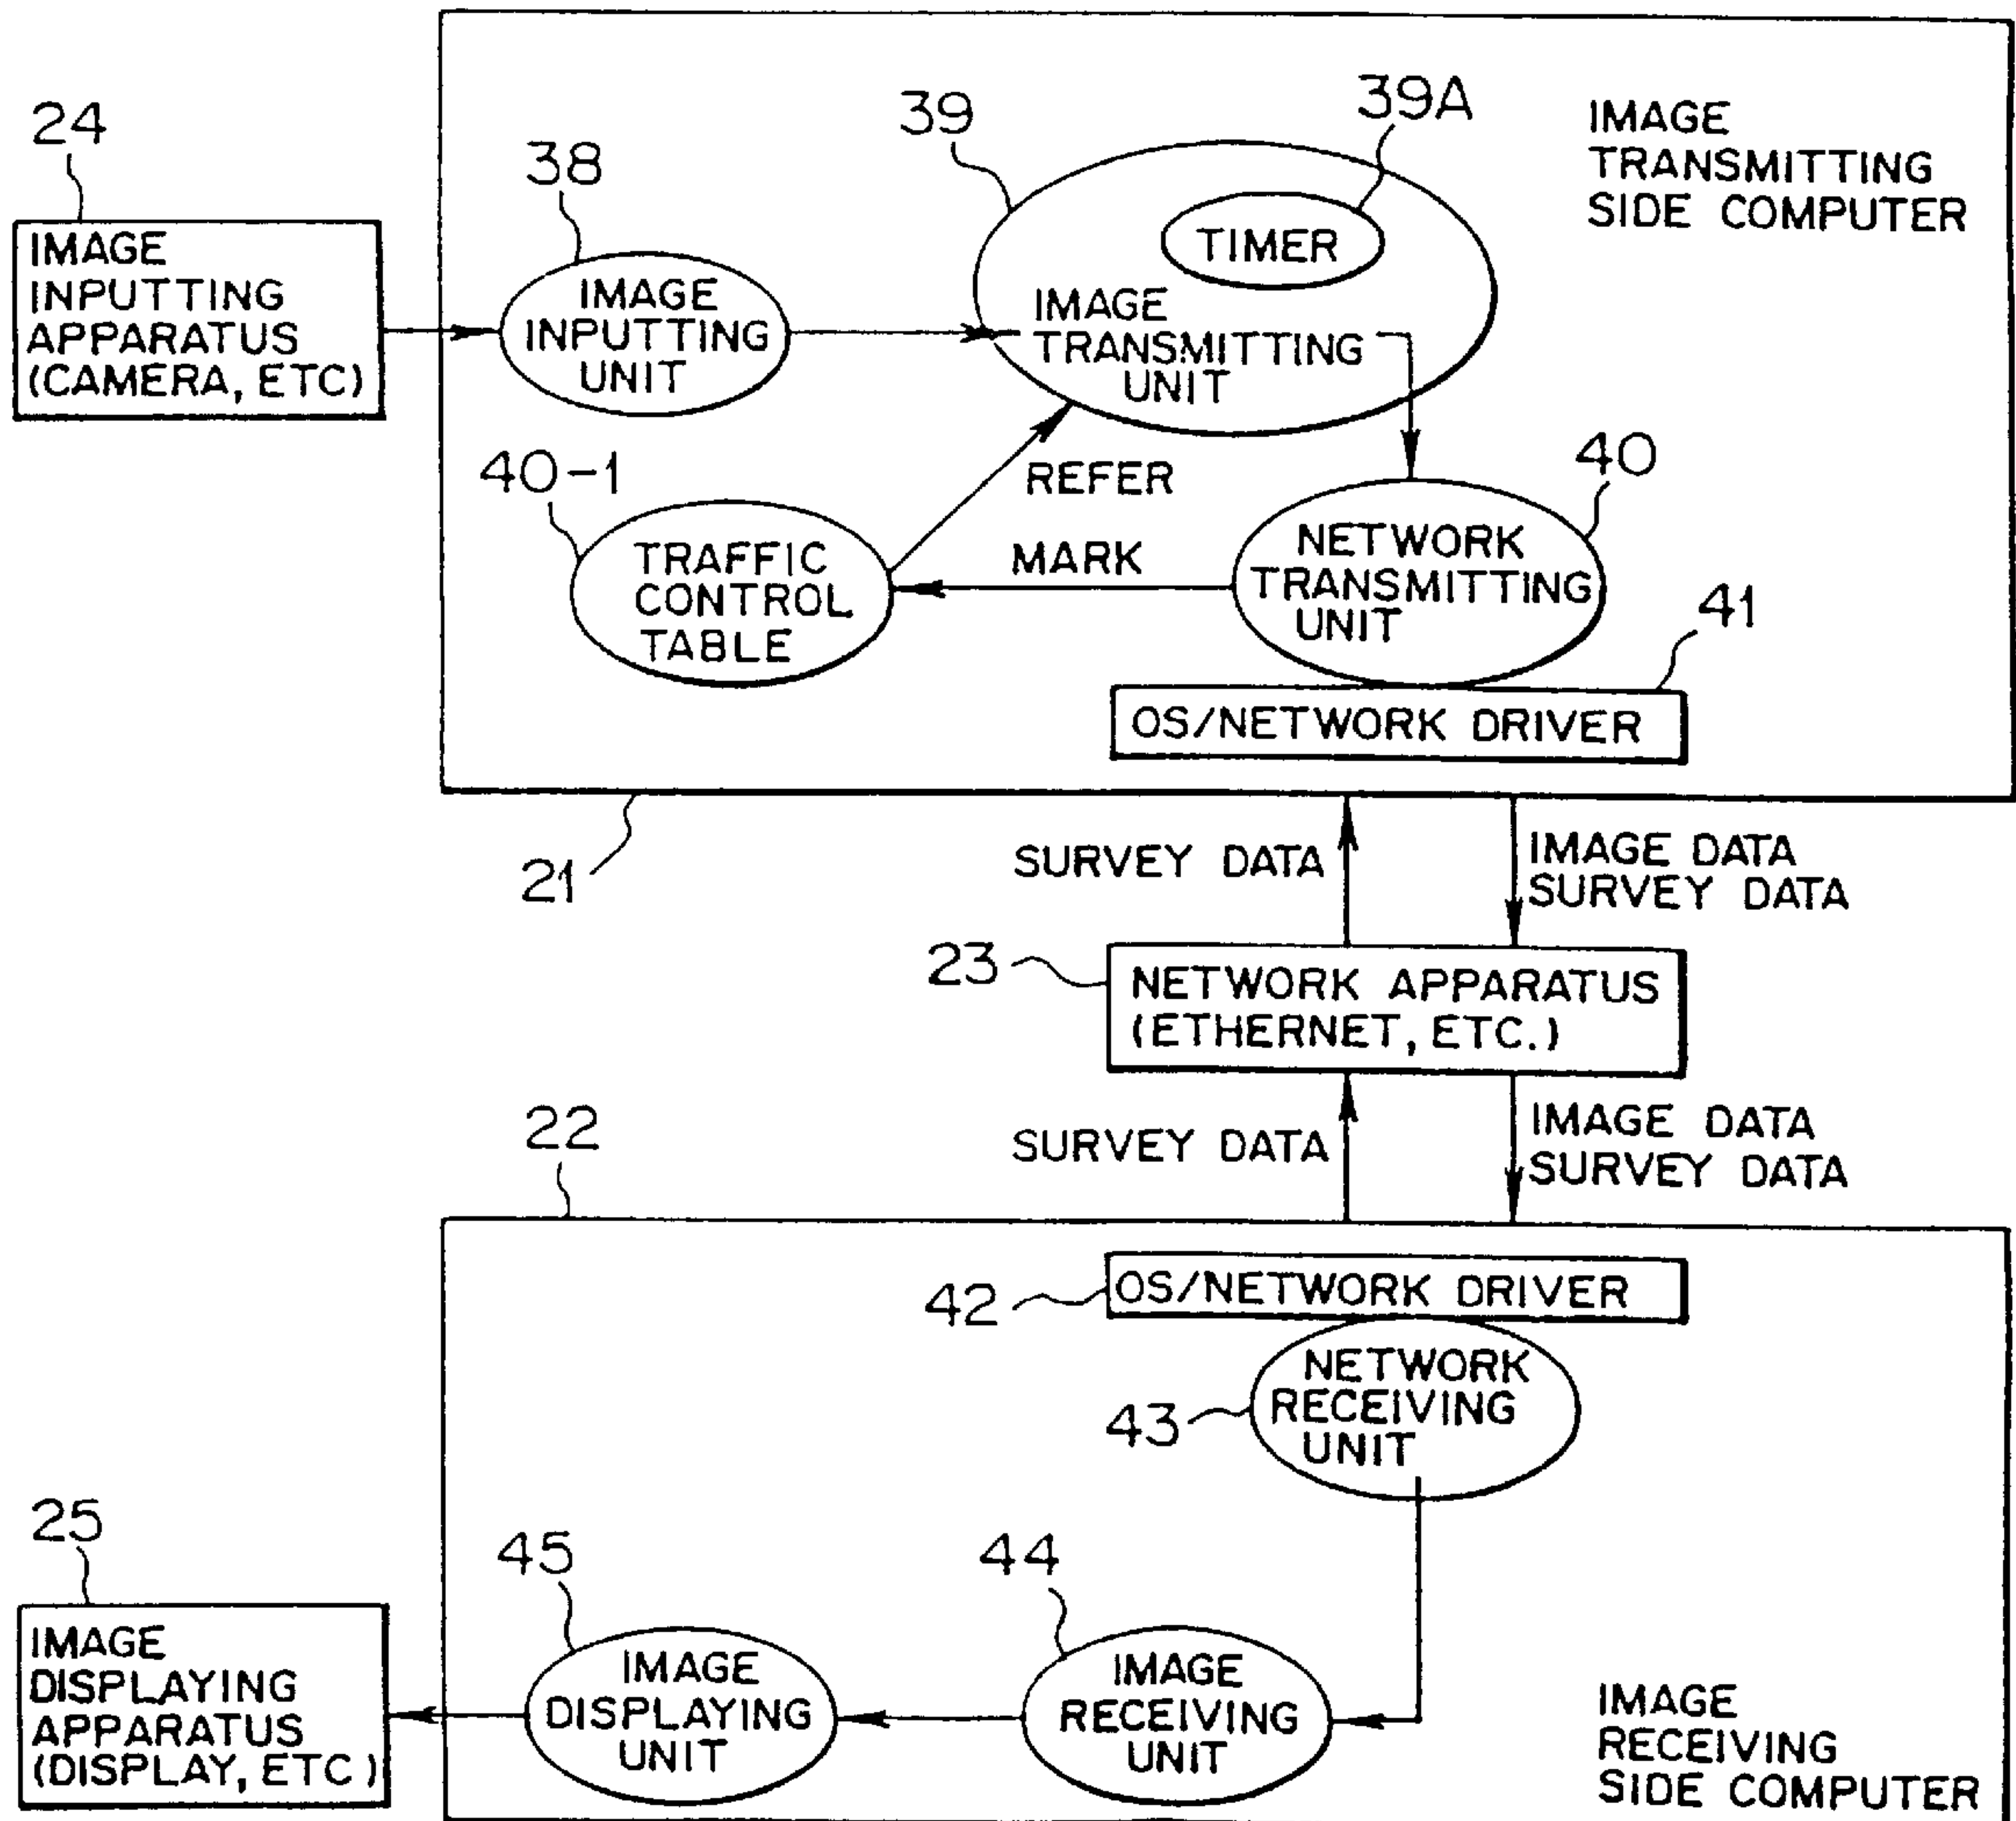 24
IMAGE
INPUTTING
APPARATUS
(CAMERA, ETC)
38
IMAGE
INPUTTING
UNIT
39
39A
TIMER
IMAGE
TRANSMITTING
UNIT
IMAGE
TRANSMITTING
SIDE COMPUTER
40-1
TRAFFIC
CONTROL
TABLE
REFER
MARK
40
NETWORK
TRANSMITTING
UNIT
41
OS/NETWORK DRIVER
21
SURVEY DATA
IMAGE DATA
SURVEY DATA
23
NETWORK APPARATUS
(ETHERNET, ETC.)
SURVEY DATA
IMAGE DATA
SURVEY DATA
22
42
OS/NETWORK DRIVER
43
NETWORK
RECEIVING
UNIT
25
IMAGE
DISPLAYING
APPARATUS
(DISPLAY, ETC)
45
IMAGE
DISPLAYING
UNIT
44
IMAGE
RECEIVING
UNIT
IMAGE
RECEIVING
SIDE COMPUTER